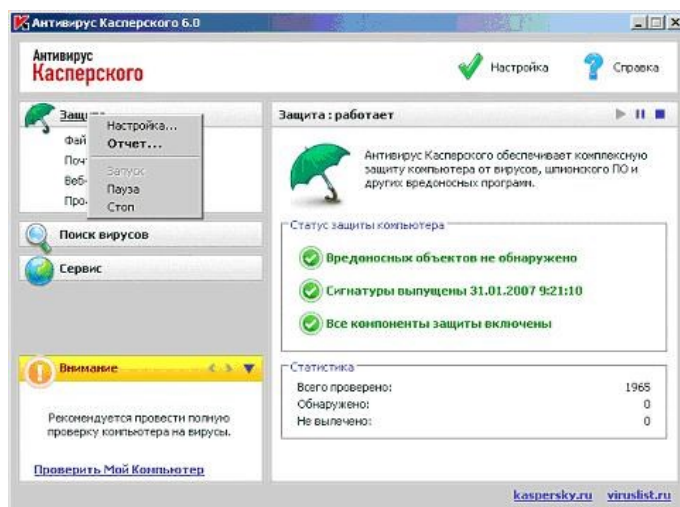 Антивирус Касперского 6.0
Антивирус
Касперского
Настройка
Справка
Защита
Настройка...
Отчет...
Запуск
Пауза
Стоп
Поиск вирусов
Сервис
Внимание
Рекомендуется провести полную
проверку компьютера на вирусы.
Проверить Мой Компьютер
Защита : работает
Антивирус Касперского обеспечивает комплексную
защиту компьютера от вирусов, шпионского ПО и
других вредоносных программ.
Статус защиты компьютера
Вредоносных объектов не обнаружено
Сигнатуры выпущены 31.01.2007 9:21:10
Все компоненты защиты включены
Статистика
Всего проверено: 1965
Обнаружено: 0
Не вылечено: 0
kaspersky.ru viruslist.ru